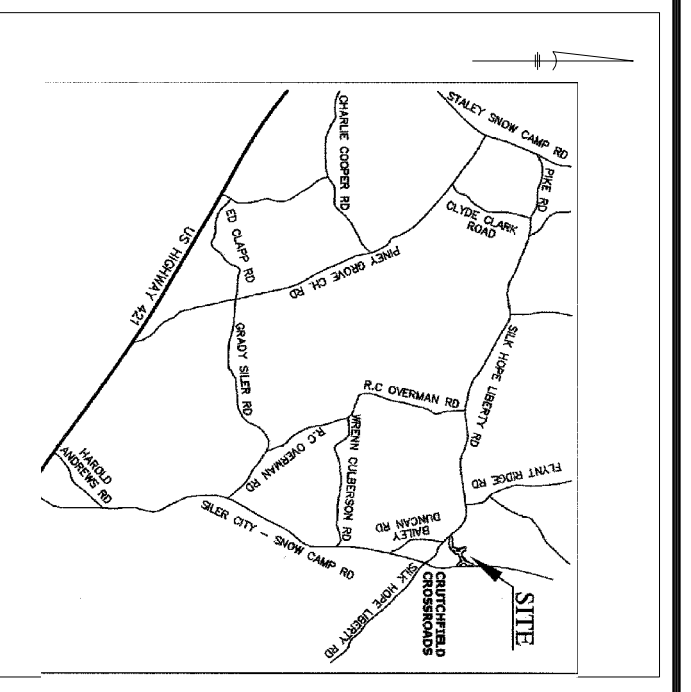 STALEY SNOW CAMP RD
CHARLIE COOPER RD
PIKE RD
CLYDE CLARK
ROAD
ED CLAPP RD
US HIGHWAY 421
PINEY GROVE CH. RD
GRADY SILER RD
SILK HOPE LIBERTY RD
R.C OVERMAN RD
R.C OVERMAN RD
WRENN CULBERSON RD
FLYNT RIDGE RD
HAROLD
ANDREWS RD
SILER CITY - SNOW CAMP RD
BAILEY
DUNCAN RD
SILK HOPE LIBERTY RD
CRUTCHFIELD
CROSSROADS
SITE